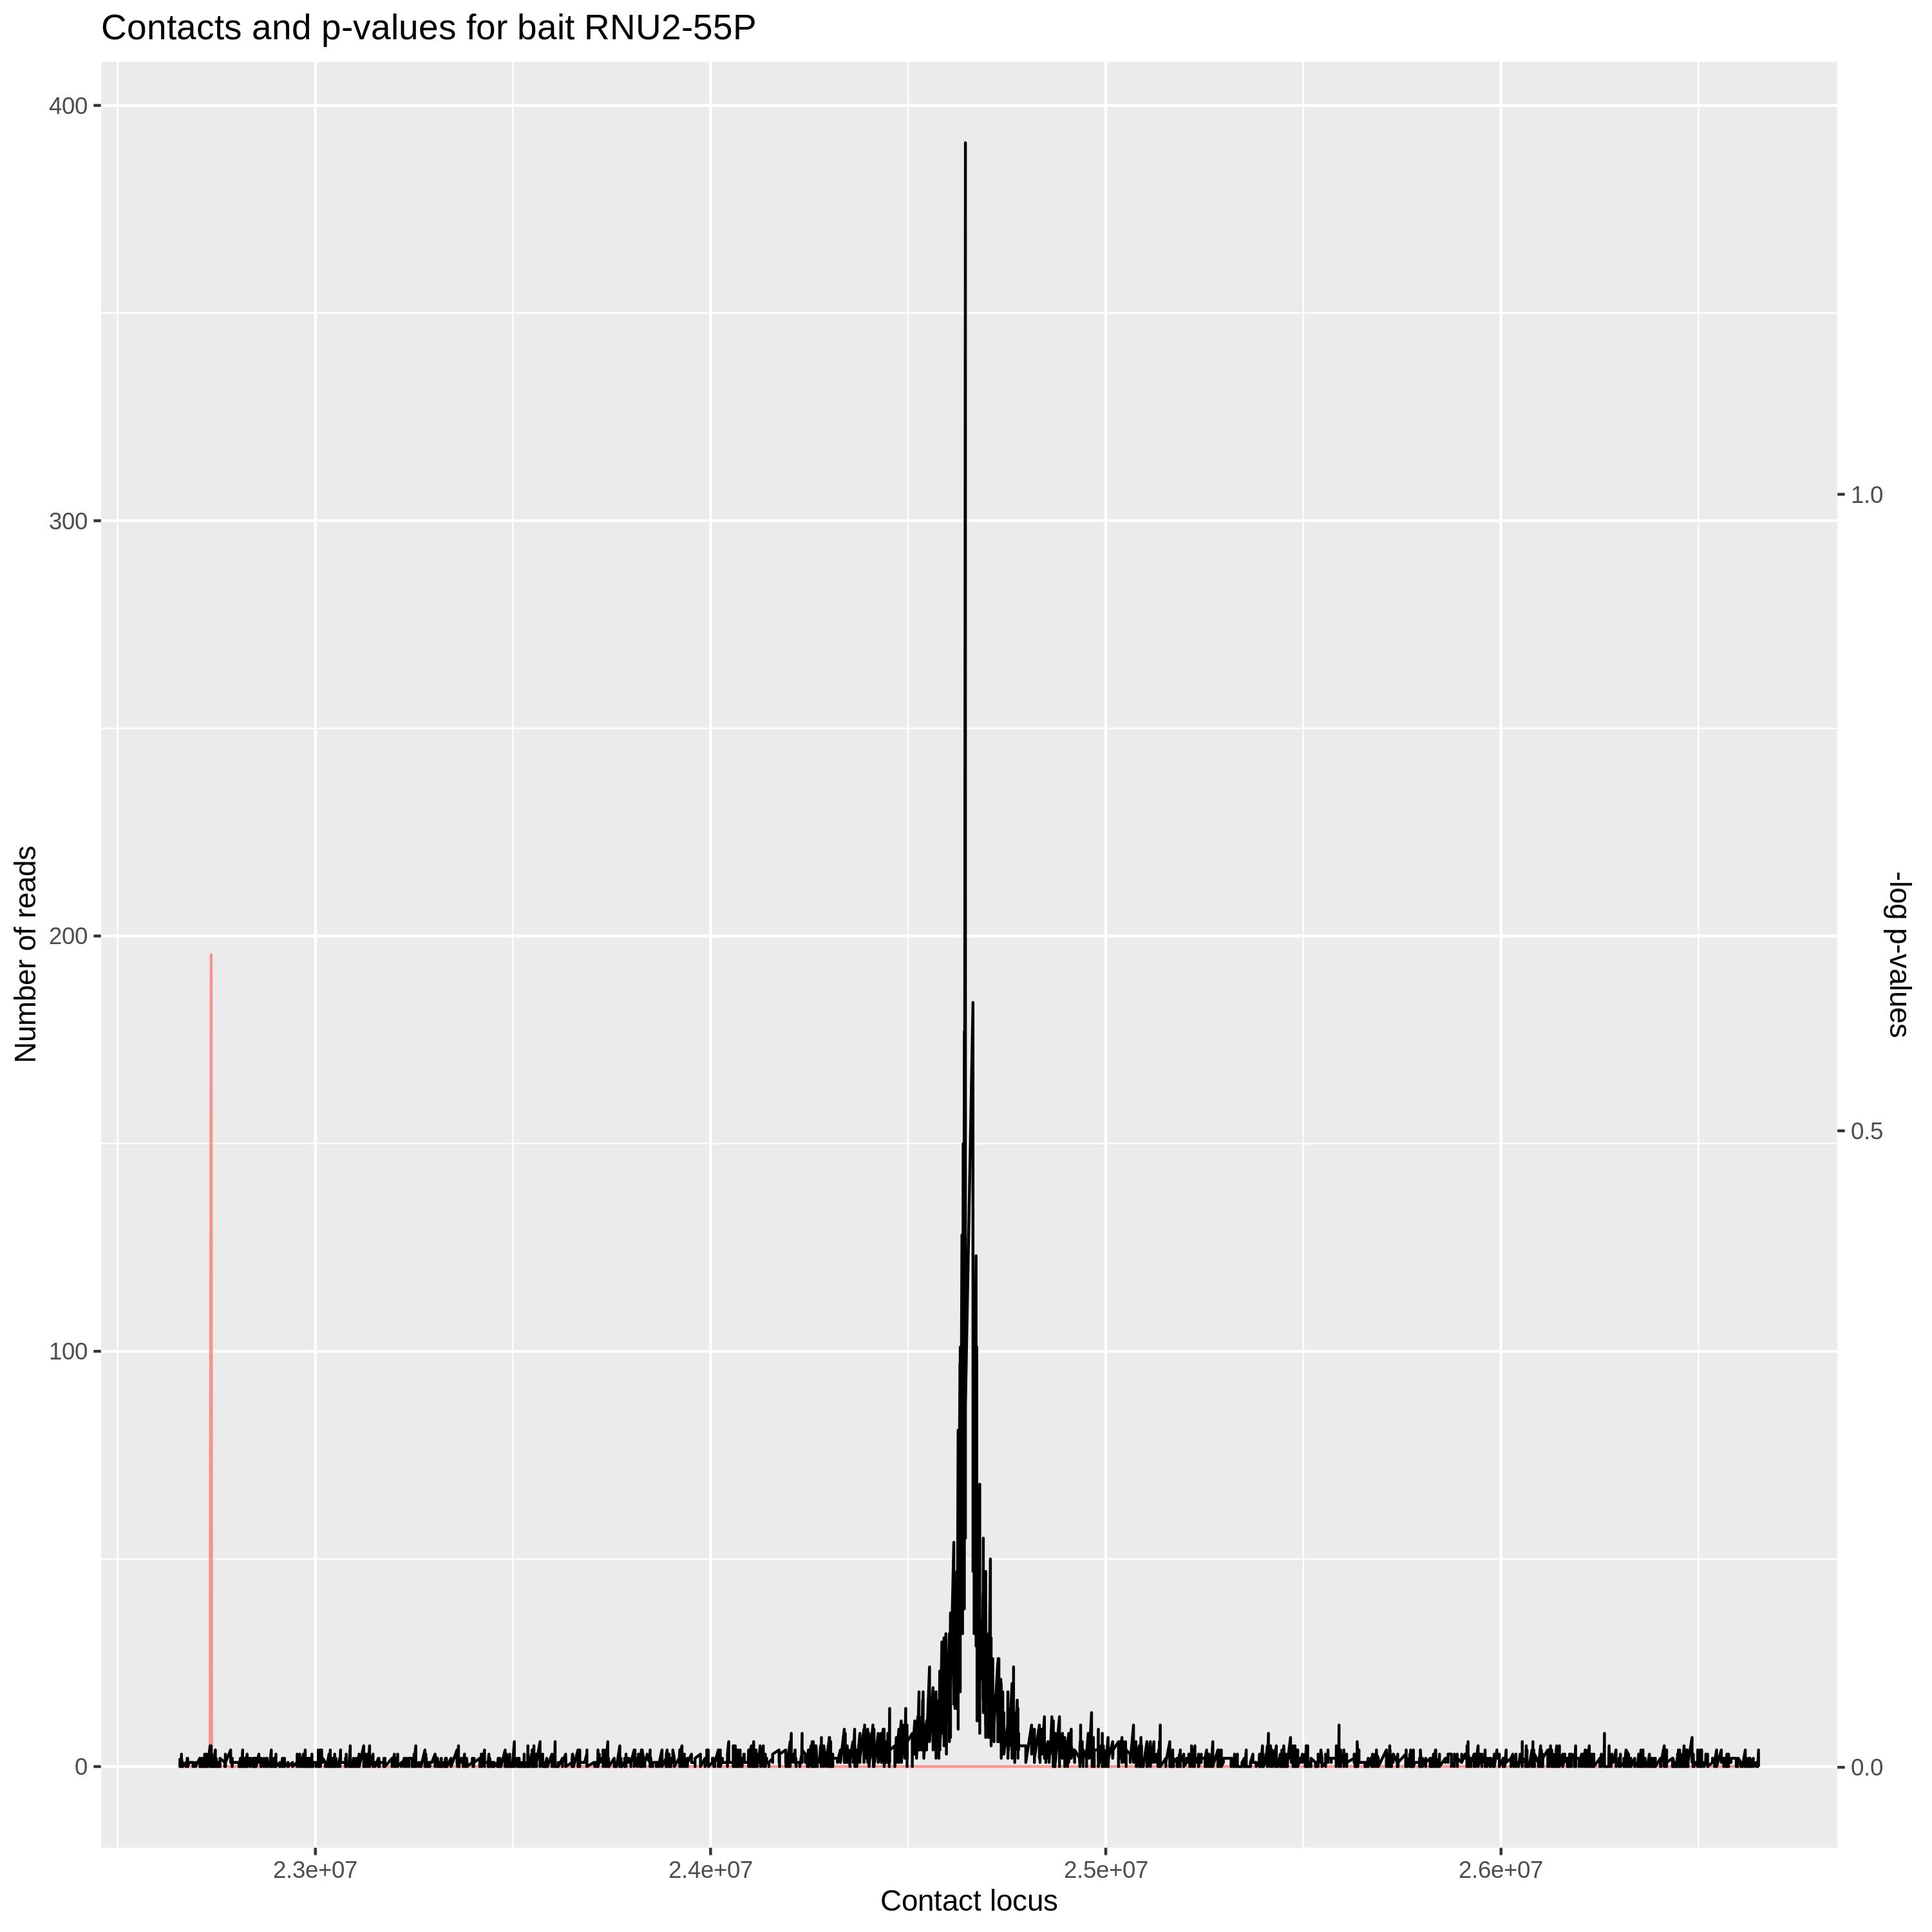 Contacts and p-values for bait RNU2-55P
400
300
200
100
0
Number of reads
1.0
0.5
0.0
-log p-values
2.3e+07
2.4e+07
2.5e+07
2.6e+07
Contact locus